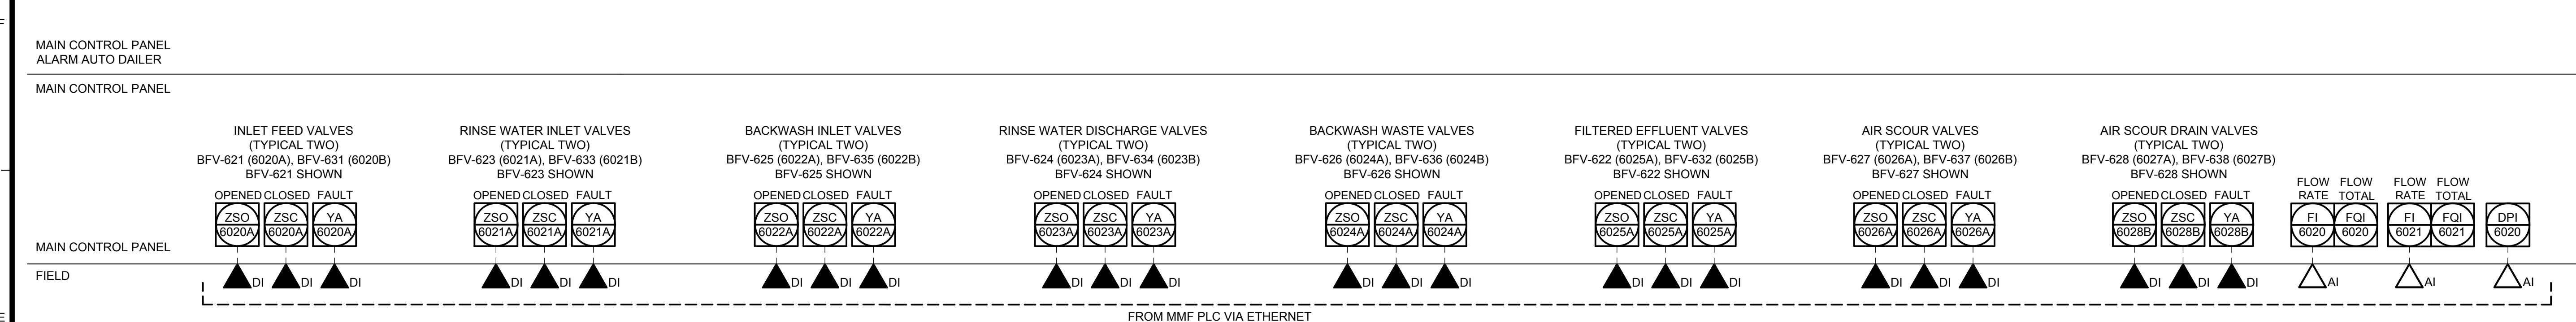 F
MAIN CONTROL PANEL
ALARM AUTO DAILER
MAIN CONTROL PANEL
INLET FEED VALVES
(TYPICAL TWO)
BFV-621 (6020A), BFV-631 (6020B)
BFV-621 SHOWN
OPENED CLOSED FAULT
ZSO ZSC YA
6020A 6020A 6020A
RINSE WATER INLET VALVES
(TYPICAL TWO)
BFV-623 (6021A), BFV-633 (6021B)
BFV-623 SHOWN
OPENED CLOSED FAULT
ZSO ZSC YA
6021A 6021A 6021A
BACKWASH INLET VALVES
(TYPICAL TWO)
BFV-625 (6022A), BFV-635 (6022B)
BFV-625 SHOWN
OPENED CLOSED FAULT
ZSO ZSC YA
6022A 6022A 6022A
RINSE WATER DISCHARGE VALVES
(TYPICAL TWO)
BFV-624 (6023A), BFV-634 (6023B)
BFV-624 SHOWN
OPENED CLOSED FAULT
ZSO ZSC YA
6023A 6023A 6023A
BACKWASH WASTE VALVES
(TYPICAL TWO)
BFV-626 (6024A), BFV-636 (6024B)
BFV-626 SHOWN
OPENED CLOSED FAULT
ZSO ZSC YA
6024A 6024A 6024A
FILTERED EFFLUENT VALVES
(TYPICAL TWO)
BFV-622 (6025A), BFV-632 (6025B)
BFV-622 SHOWN
OPENED CLOSED FAULT
ZSO ZSC YA
6025A 6025A 6025A
AIR SCOUR VALVES
(TYPICAL TWO)
BFV-627 (6026A), BFV-637 (6026B)
BFV-627 SHOWN
OPENED CLOSED FAULT
ZSO ZSC YA
6026A 6026A 6026A
AIR SCOUR DRAIN VALVES
(TYPICAL TWO)
BFV-628 (6027A), BFV-638 (6027B)
BFV-628 SHOWN
OPENED CLOSED FAULT
ZSO ZSC YA
6028B 6028B 6028B
FLOW FLOW
RATE TOTAL
FI FQI
6020 6020
FLOW FLOW
RATE TOTAL
FI FQI
6021 6021
DPI
6020
MAIN CONTROL PANEL
FIELD
DI DI DI DI DI DI DI DI DI DI DI DI DI DI DI DI DI DI DI DI DI DI DI DI AI AI AI
FROM MMF PLC VIA ETHERNET
E